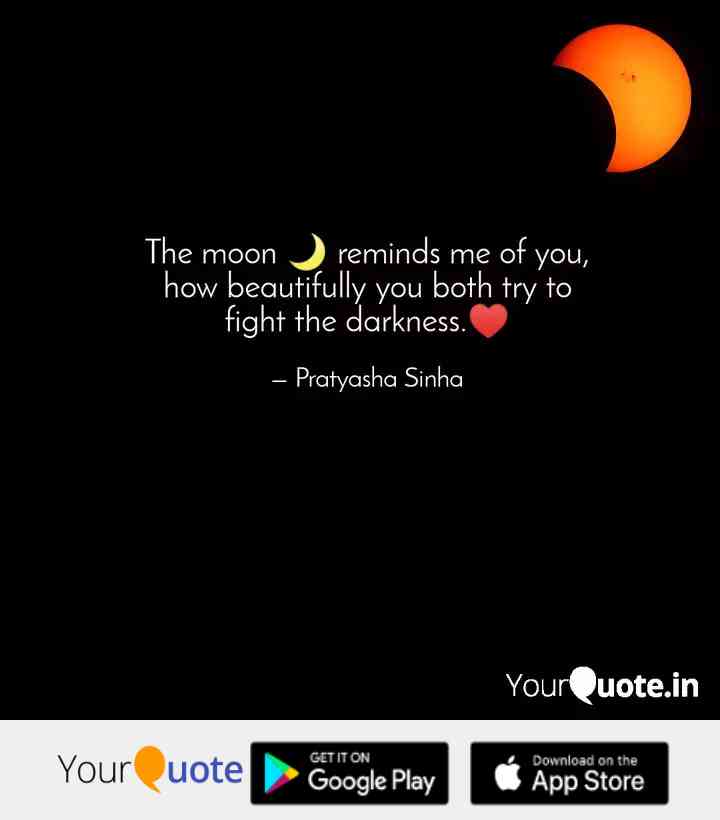 The moon 🌙 reminds me of you,
how beautifully you both try to
fight the darkness.❤️
– Pratyasha Sinha
YourQuote.in
YourQuote
GET IT ON
Google Play
Download on the
App Store